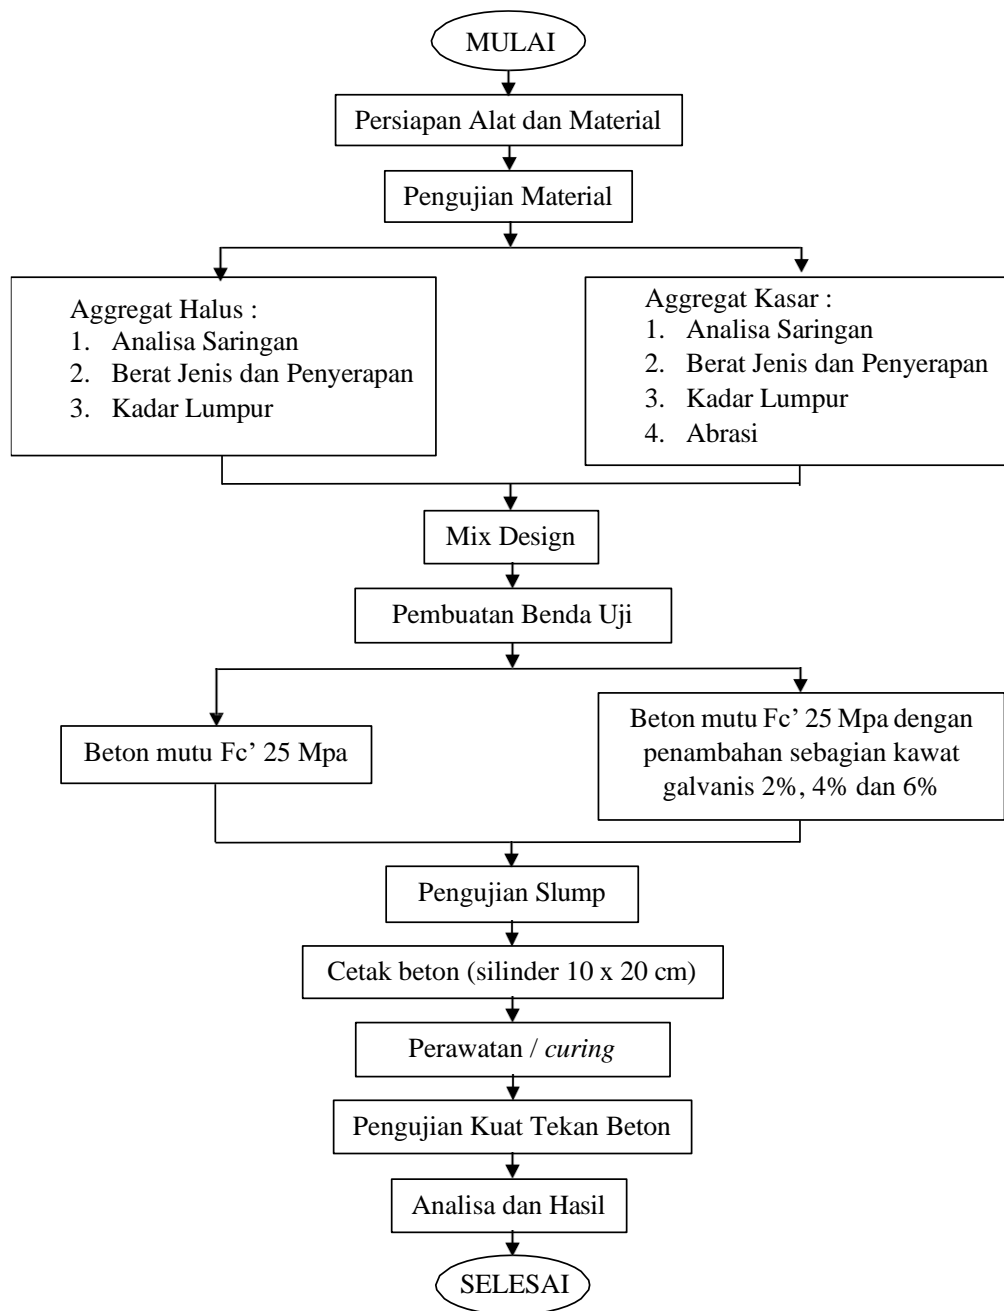 MULAI
Persiapan Alat dan Material
Pengujian Material
Aggregat Halus :
1. Analisa Saringan
2. Berat Jenis dan Penyerapan
3. Kadar Lumpur
Aggregat Kasar :
1. Analisa Saringan
2. Berat Jenis dan Penyerapan
3. Kadar Lumpur
4. Abrasi
Mix Design
Pembuatan Benda Uji
Beton mutu Fc’ 25 Mpa
Beton mutu Fc’ 25 Mpa dengan
penambahan sebagian kawat
galvanis 2%, 4% dan 6%
Pengujian Slump
Cetak beton (silinder 10 x 20 cm)
Perawatan / curing
Pengujian Kuat Tekan Beton
Analisa dan Hasil
SELESAI